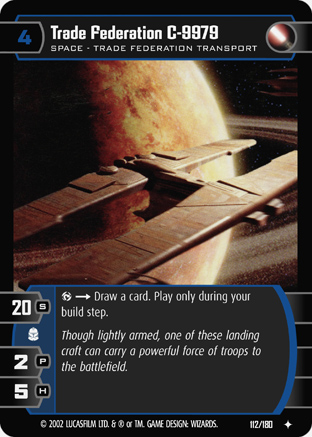 4 Trade Federation C-9979
SPACE - TRADE FEDERATION TRANSPORT
20 S
2 P
5 H
Draw a card. Play only during your
build step.
Though lightly armed, one of these landing
craft can carry a powerful force of troops to
the battlefield.
© 2002 LUCASFILM LTD. & ® or TM. GAME DESIGN: WIZARDS. 112/180